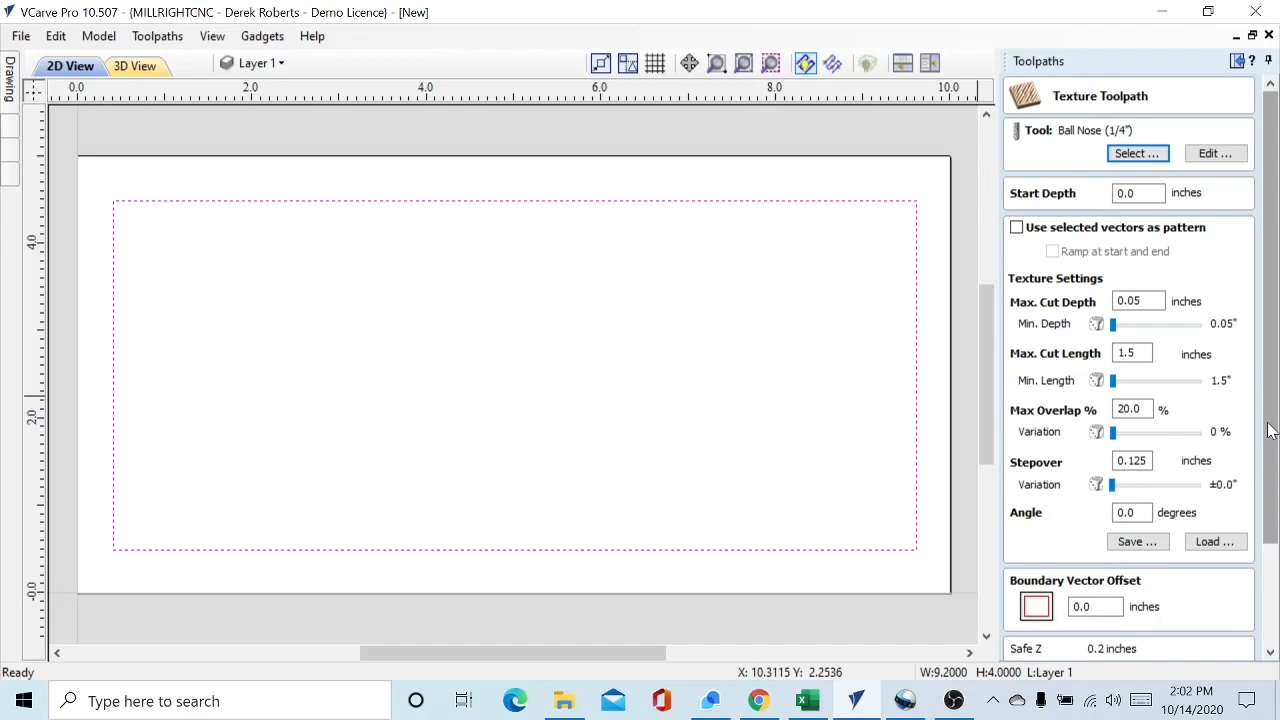 VCarve Pro 10.507 - {MILLRIGHTCNC - Derek Roberts - Demo Licence} - [New]
File Edit Model Toolpaths View Gadgets Help
Drawing
2D View 3D View Layer 1
0.0 2.0 4.0 6.0 8.0 10.0
4.0
2.0
-0.0
Toolpaths
Texture Toolpath
Tool: Ball Nose (1/4")
Select ... Edit ...
Start Depth 0.0 inches
Use selected vectors as pattern
Ramp at start and end
Texture Settings
Max. Cut Depth 0.05 inches
Min. Depth 0.05"
Max. Cut Length 1.5 inches
Min. Length 1.5"
Max Overlap % 20.0 %
Variation 0 %
Stepover 0.125 inches
Variation ±0.0"
Angle 0.0 degrees
Save ... Load ...
Boundary Vector Offset
0.0 inches
Safe Z 0.2 inches
Ready X: 10.3115 Y: 2.2536 W:9.2000 H:4.0000 L:Layer 1
Type here to search
2:02 PM
10/14/2020